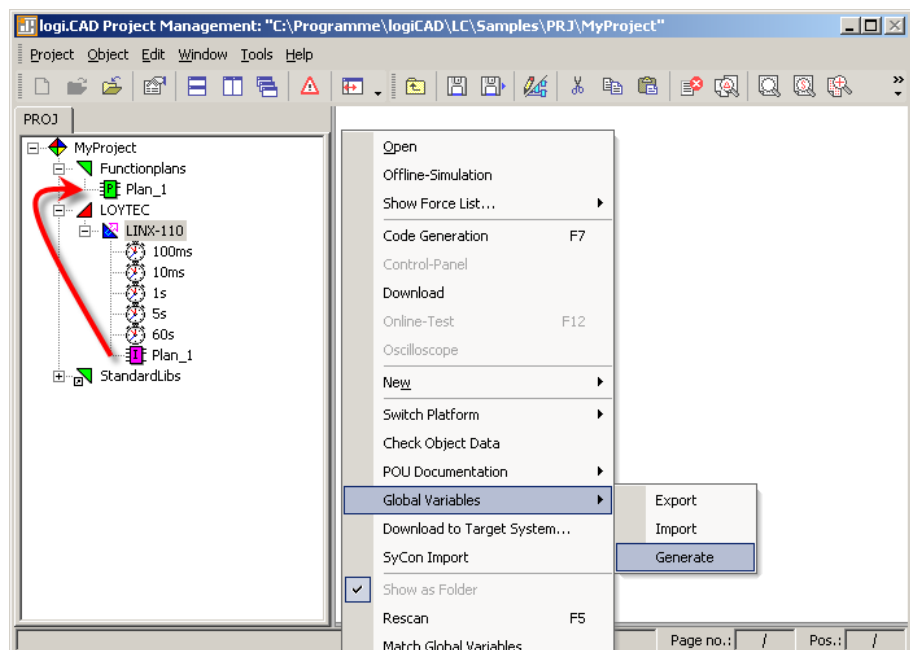 logi.CAD Project Management: "C:\Programme\logiCAD\LC\Samples\PRJ\MyProject"
Project Object Edit Window Tools Help
PROJ
MyProject
Functionplans
P Plan_1
LOYTEC
LINX-110
100ms
10ms
1s
5s
60s
I Plan_1
StandardLibs
Open
Offline-Simulation
Show Force List...
Code Generation F7
Control-Panel
Download
Online-Test F12
Oscilloscope
New
Switch Platform
Check Object Data
POU Documentation
Global Variables
Download to Target System...
SyCon Import
Show as Folder
Rescan F5
Match Global Variables
Export
Import
Generate
Page no.: / Pos.: /